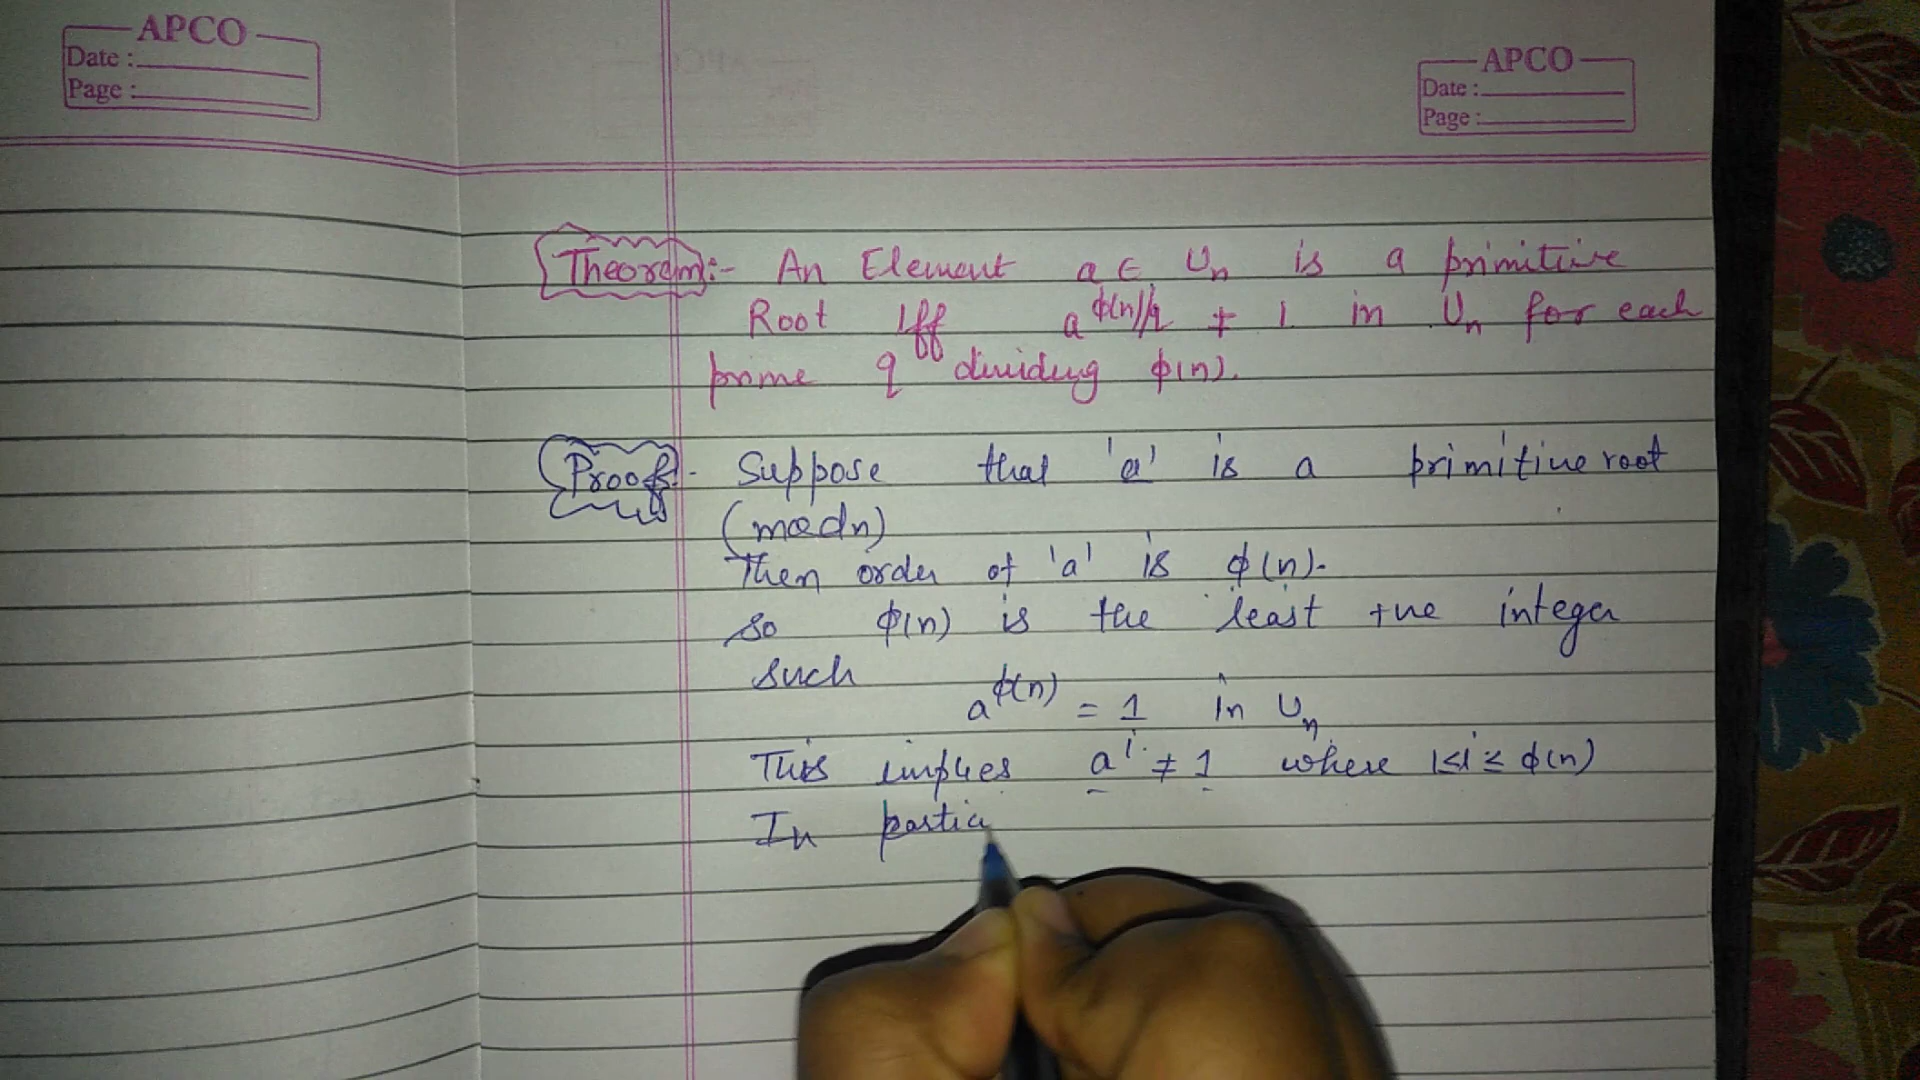 APCO
Date :
Page :
APCO
Date :
Page :
Theorem:- An Element a ∈ Un is a primitive
Root iff a^ϕ(n)/q ≠ 1 in Un for each
prime q dividing ϕ(n).
Proof:- Suppose that 'a' is a primitive root
(mod n)
Then order of 'a' is ϕ(n).
so ϕ(n) is the least +ve integer
such
a^ϕ(n) = 1 in Un
This implies a^i ≠ 1 where 1≤i≤ ϕ(n)
In particu